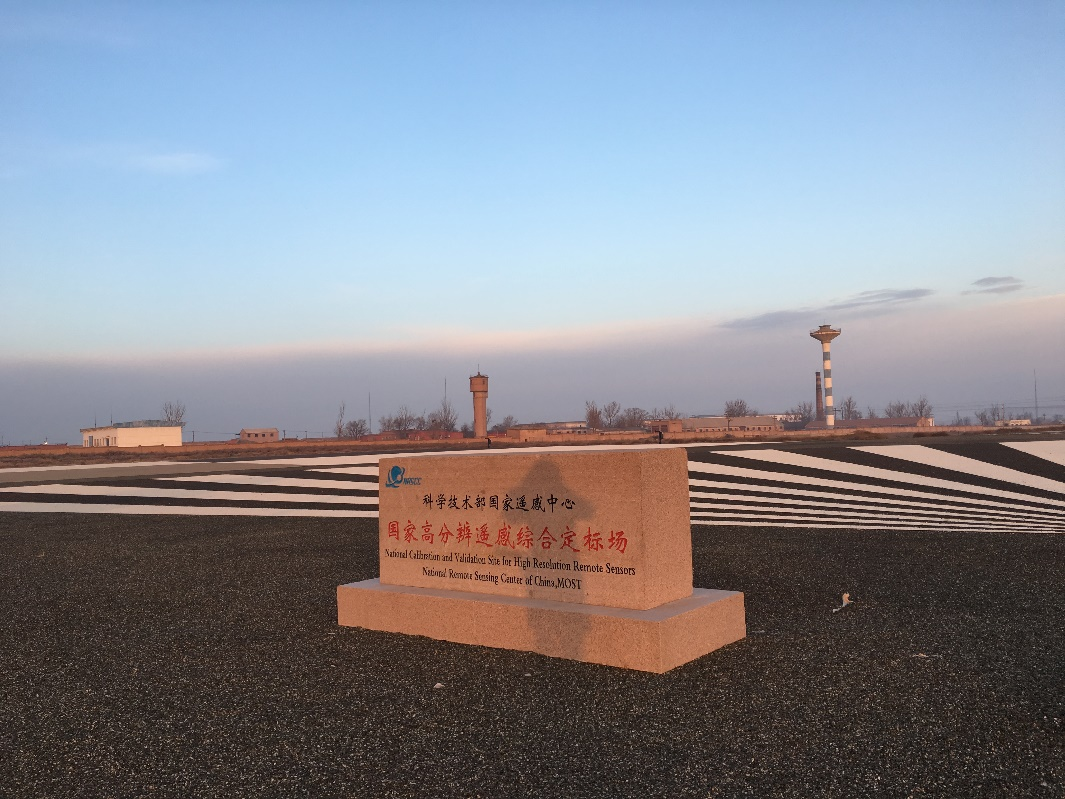 NRSCC
科学技术部国家遥感中心
国家高分辨遥感综合定标场
National Calibration and Validation Site for High Resolution Remote Sensors
National Remote Sensing Center of China,MOST